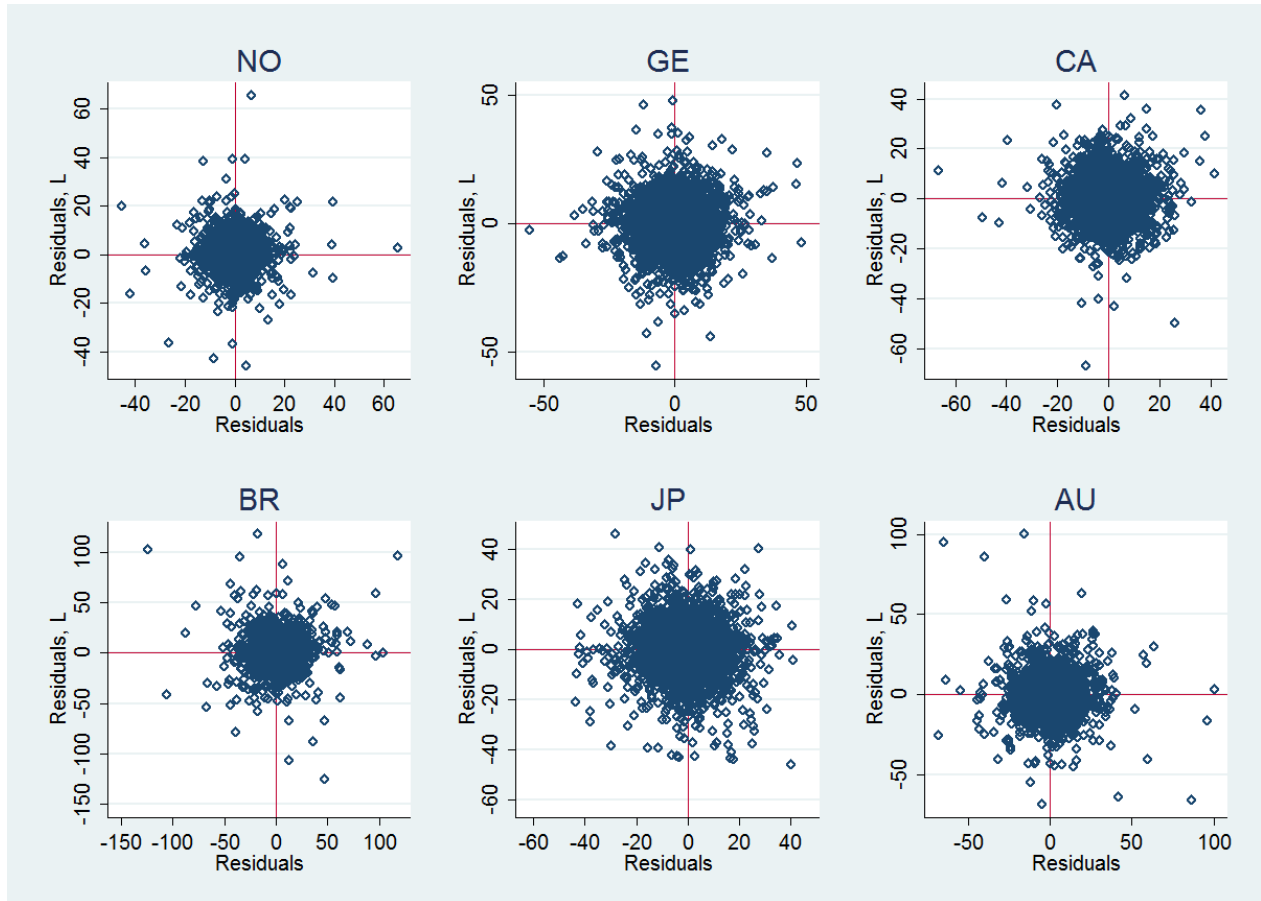 NO
60
40
20
0
-20
-40
Residuals, L
-40 -20 0 20 40 60
Residuals
GE
50
0
-50
Residuals, L
-50 0 50
Residuals
CA
40
20
0
-20
-40
-60
Residuals, L
-60 -40 -20 0 20 40
Residuals
BR
100
50
0
-50
-100
-150
Residuals, L
-150 -100 -50 0 50 100
Residuals
JP
40
20
0
-20
-40
-60
Residuals, L
-60 -40 -20 0 20 40
Residuals
AU
100
50
0
-50
Residuals, L
-50 0 50 100
Residuals